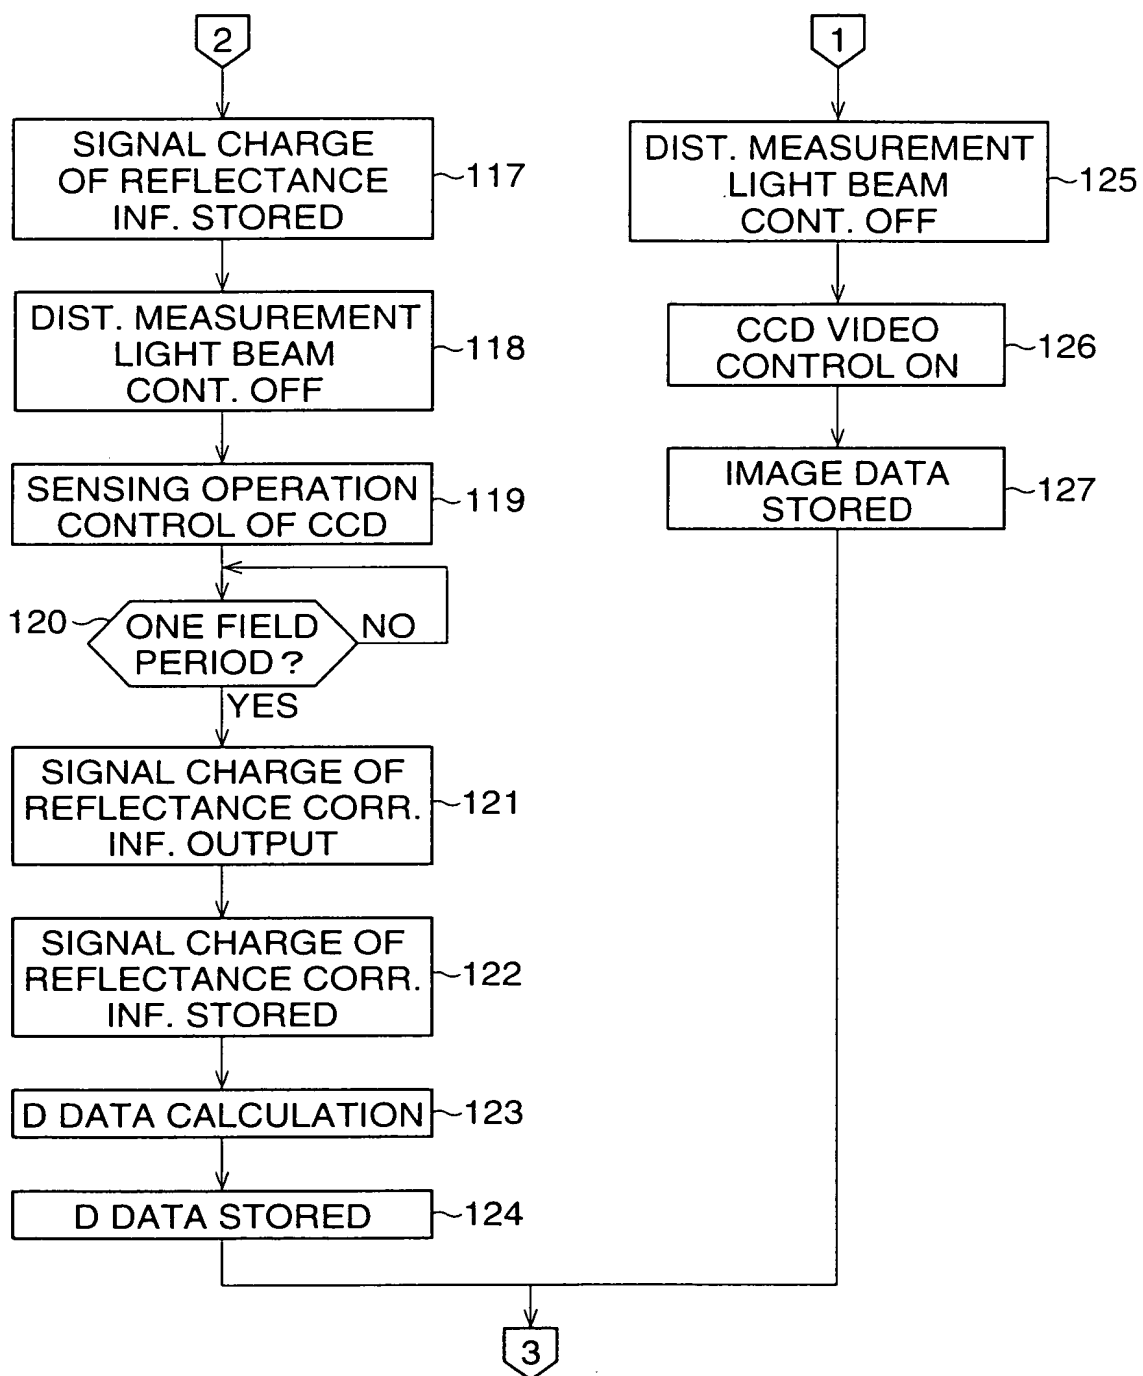 2
SIGNAL CHARGE
OF REFLECTANCE
INF. STORED
117
DIST. MEASUREMENT
LIGHT BEAM
CONT. OFF
118
SENSING OPERATION
CONTROL OF CCD
119
120
ONE FIELD
PERIOD ?
NO
YES
SIGNAL CHARGE OF
REFLECTANCE CORR.
INF. OUTPUT
121
SIGNAL CHARGE OF
REFLECTANCE CORR.
INF. STORED
122
D DATA CALCULATION
123
D DATA STORED
124
1
DIST. MEASUREMENT
LIGHT BEAM
CONT. OFF
125
CCD VIDEO
CONTROL ON
126
IMAGE DATA
STORED
127
3